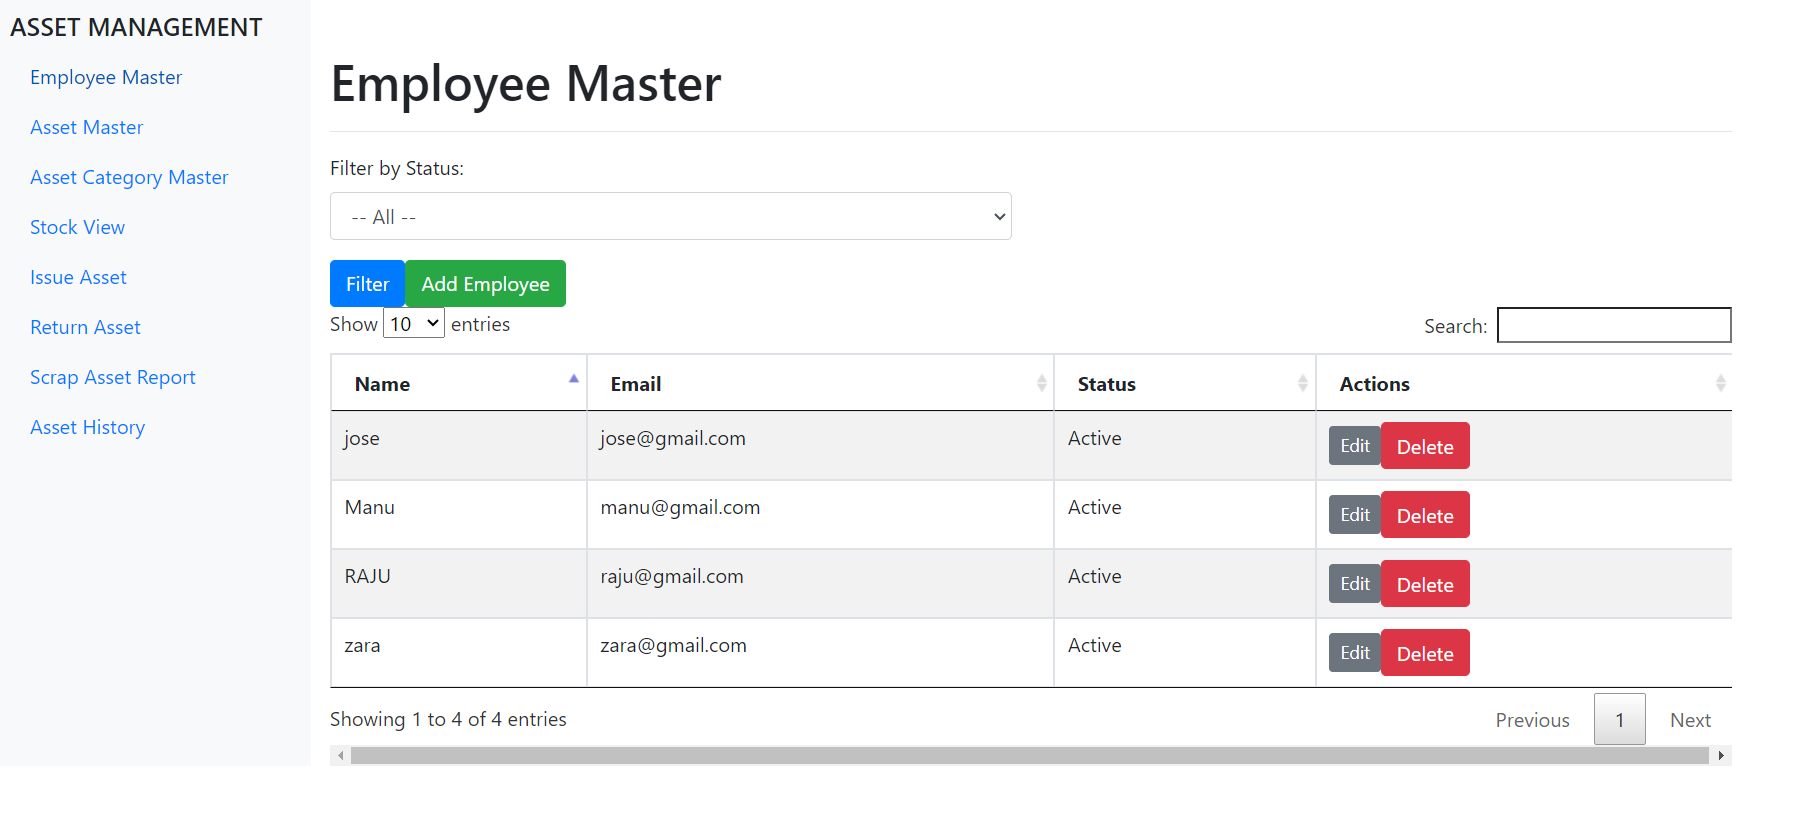 ASSET MANAGEMENT
Employee Master
Asset Master
Asset Category Master
Stock View
Issue Asset
Return Asset
Scrap Asset Report
Asset History
Employee Master
Filter by Status:
-- All --
Filter Add Employee
Show 10 entries Search:
Name Email Status Actions
jose jose@gmail.com Active Edit Delete
Manu manu@gmail.com Active Edit Delete
RAJU raju@gmail.com Active Edit Delete
zara zara@gmail.com Active Edit Delete
Showing 1 to 4 of 4 entries Previous 1 Next